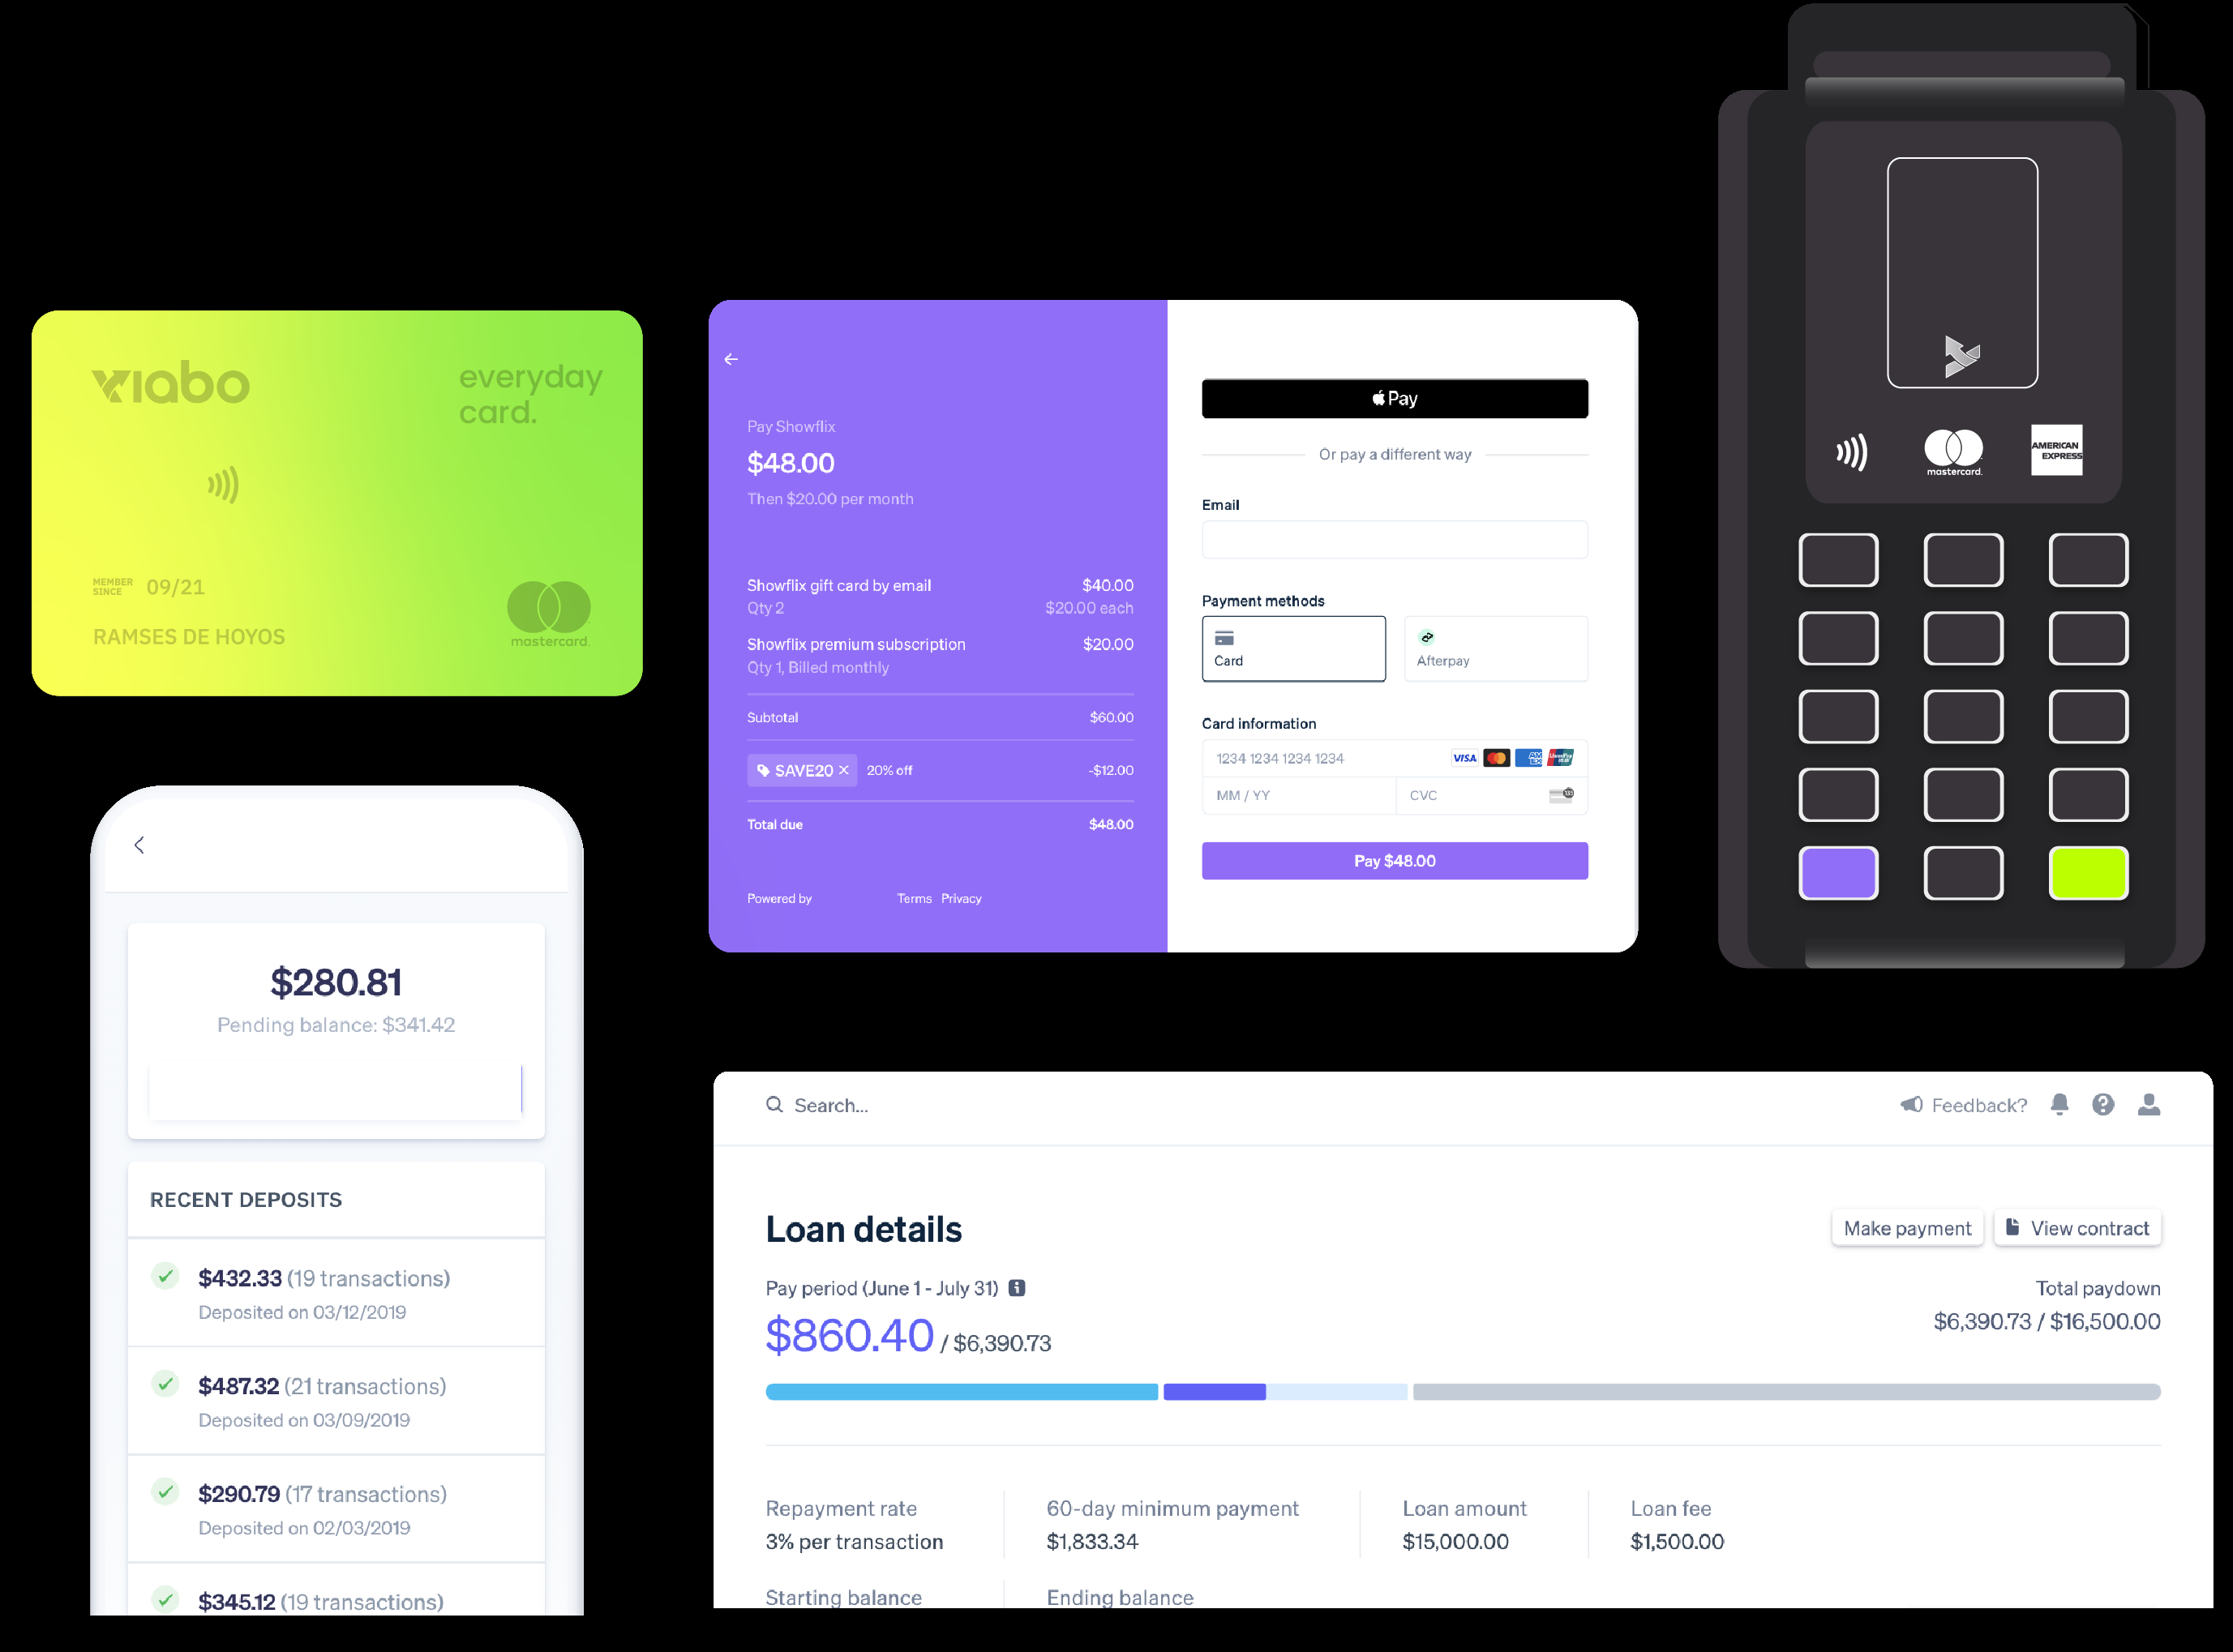 viabo
everyday
card.
MEMBER
SINCE
09/21
RAMSES DE HOYOS
mastercard.
Pay Showflix
$48.00
Then $20.00 per month
Showflix gift card by email $40.00
Qty 2 $20.00 each
Showflix premium subscription $20.00
Qty 1, Billed monthly
Subtotal $60.00
SAVE20 20% off -$12.00
Total due $48.00
Powered by Terms Privacy
Pay
Or pay a different way
Email
Payment methods
Card Afterpay
Card information
1234 1234 1234 1234 VISA
MM / YY CVC
Pay $48.00
mastercard.
AMERICAN
EXPRESS
$280.81
Pending balance: $341.42
RECENT DEPOSITS
$432.33 (19 transactions)
Deposited on 03/12/2019
$487.32 (21 transactions)
Deposited on 03/09/2019
$290.79 (17 transactions)
Deposited on 02/03/2019
$345.12 (19 transactions)
Search... Feedback?
Loan details Make payment View contract
Pay period (June 1 - July 31) Total paydown
$860.40 / $6,390.73 $6,390.73 / $16,500.00
Repayment rate 60-day minimum payment Loan amount Loan fee
3% per transaction $1,833.34 $15,000.00 $1,500.00
Starting balance Ending balance